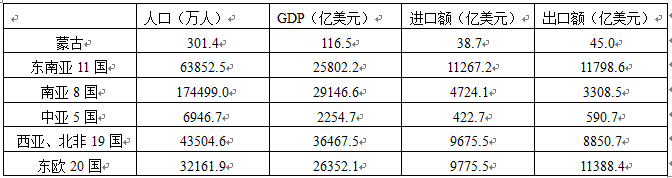 人口（万人） GDP（亿美元） 进口额（亿美元） 出口额（亿美元）
蒙古 301.4 116.5 38.7 45.0
东南亚 11 国 63852.5 25802.2 11267.2 11798.6
南亚 8 国 174499.0 29146.6 4724.1 3308.5
中亚 5 国 6946.7 2254.7 422.7 590.7
西亚、北非 19 国 43504.6 36467.5 9675.5 8850.7
东欧 20 国 32161.9 26352.1 9775.5 11388.4